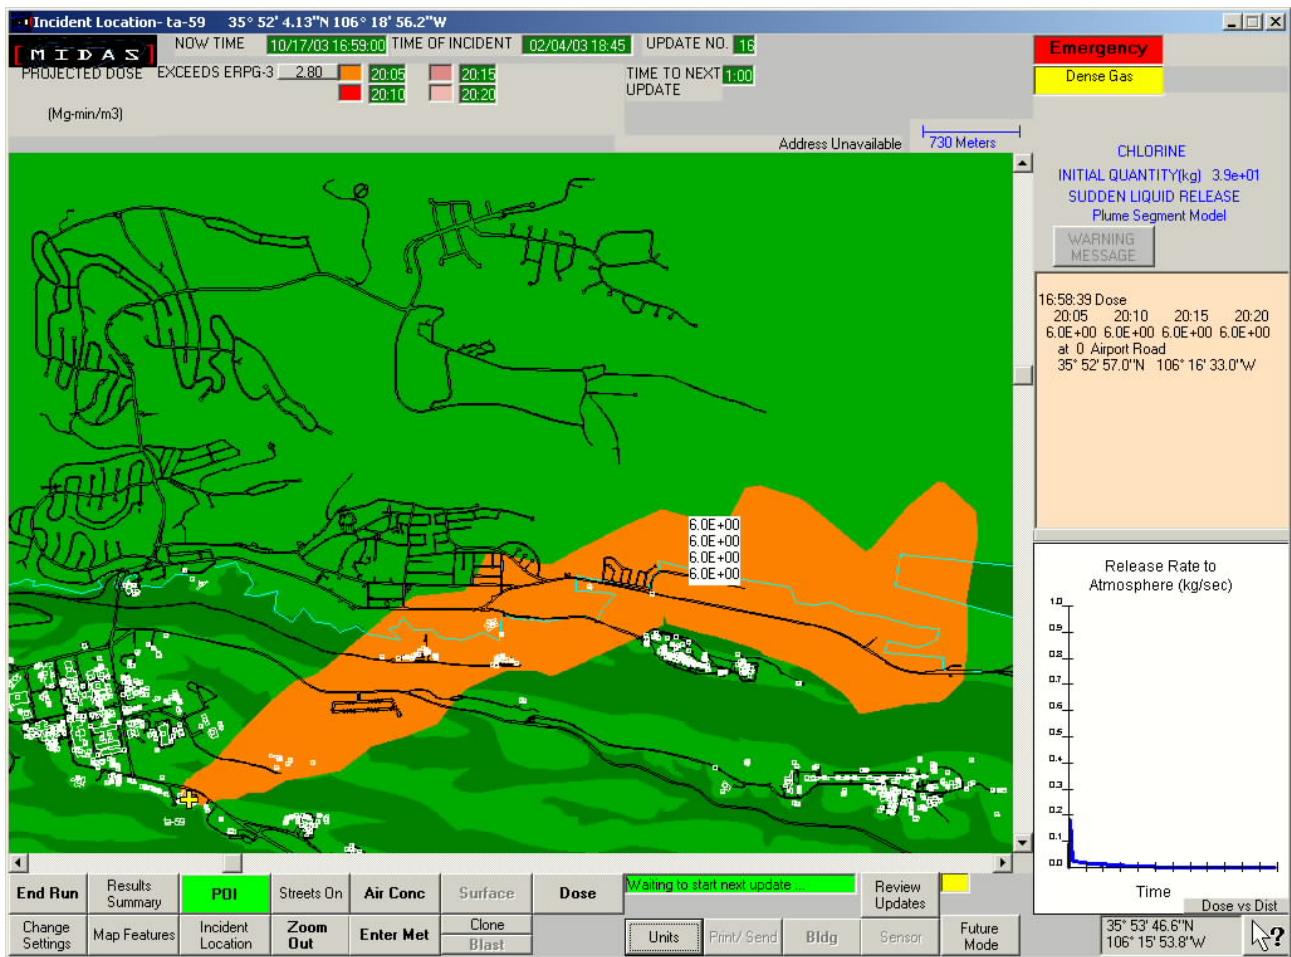 Incident Location- ta-59 35° 52' 4.13"N 106° 18' 56.2"W
[ M I D A S ]
NOW TIME 10/17/03 16:59:00 TIME OF INCIDENT 02/04/03 18:45 UPDATE NO. 16
PROJECTED DOSE EXCEEDS ERPG-3 2.80 20:05 20:15
20:10 20:20
TIME TO NEXT UPDATE 1:00
(Mg-min/m3)
Address Unavailable 730 Meters
Emergency
Dense Gas
CHLORINE
INITIAL QUANTITY(kg) 3.9e+01
SUDDEN LIQUID RELEASE
Plume Segment Model
WARNING
MESSAGE
16:58:39 Dose
20:05 20:10 20:15 20:20
6.0E+00 6.0E+00 6.0E+00 6.0E+00
at 0 Airport Road
35° 52' 57.0"N 106° 16' 33.0"W
6.0E+00
6.0E+00
6.0E+00
6.0E+00
ta-59
Release Rate to
Atmosphere (kg/sec)
1.0
0.9
0.8
0.7
0.6
0.5
0.4
0.3
0.2
0.1
0.0
Time
Dose vs Dist
End Run
Results
Summary
POI
Streets On
Air Conc
Surface
Dose
Waiting to start next update ...
Review
Updates
Change
Settings
Map Features
Incident
Location
Zoom
Out
Enter Met
Clone
Blast
Units
Print/ Send
Bldg
Sensor
Future
Mode
35° 53' 46.6"N
106° 15' 53.8"W
?